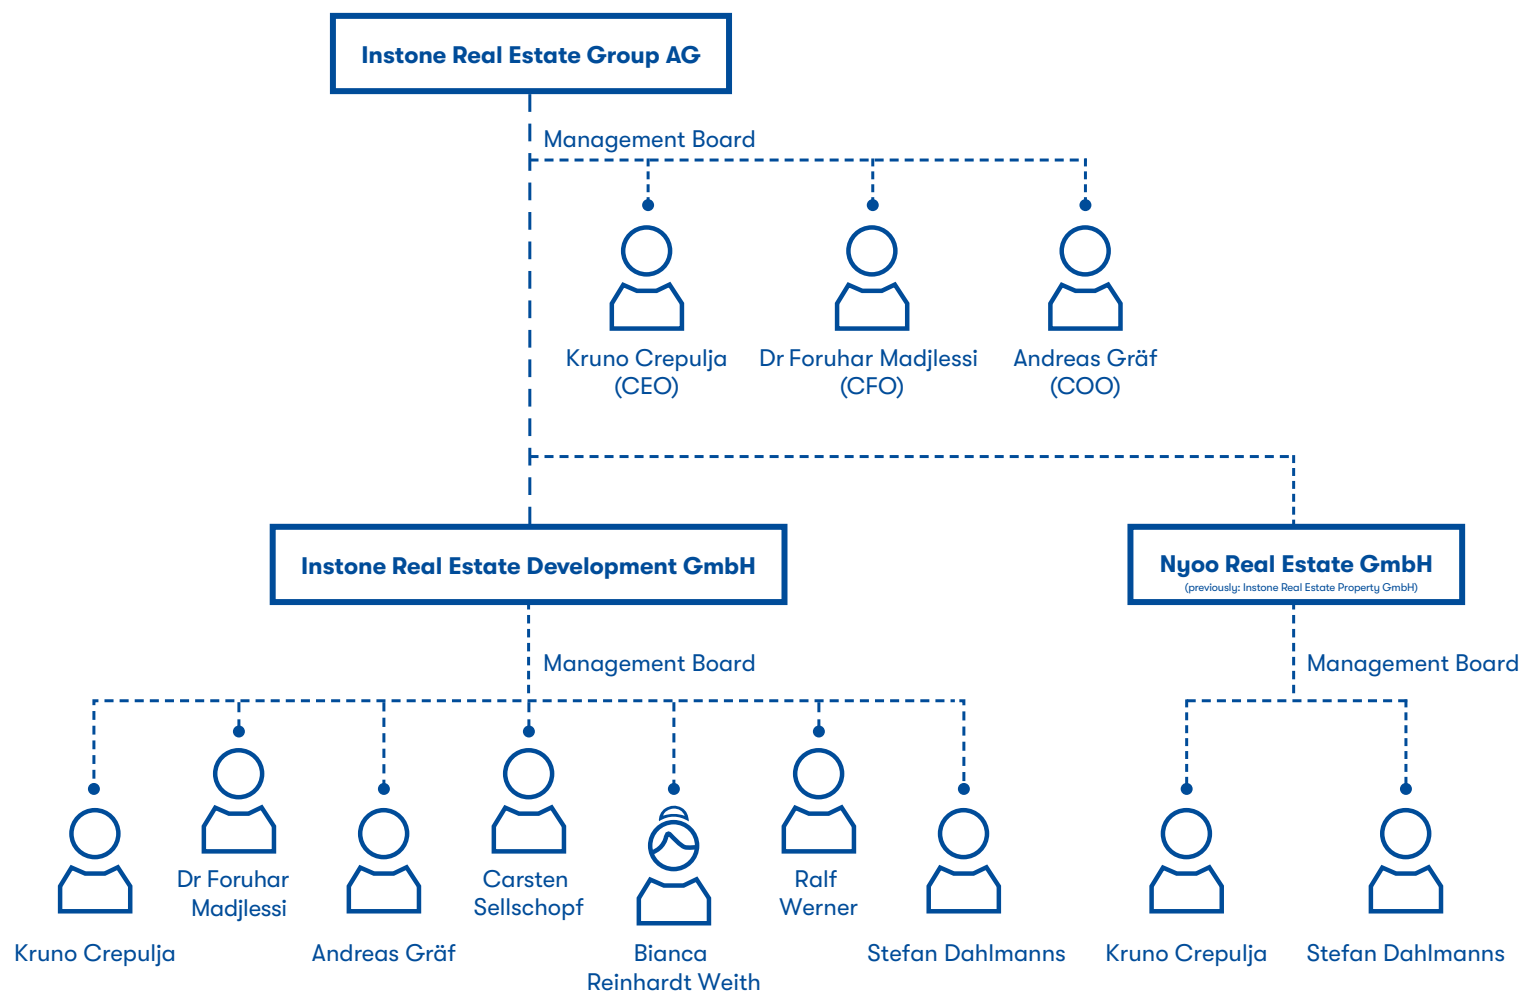 Instone Real Estate Group AG
Management Board
Kruno Crepulja
(CEO)
Dr Foruhar Madjlessi
(CFO)
Andreas Gräf
(COO)
Instone Real Estate Development GmbH
Nyoo Real Estate GmbH
(previously: Instone Real Estate Property GmbH)
Management Board
Management Board
Kruno Crepulja
Dr Foruhar
Madjlessi
Andreas Gräf
Carsten
Sellschopf
Bianca
Reinhardt Weith
Ralf
Werner
Stefan Dahlmanns
Kruno Crepulja
Stefan Dahlmanns